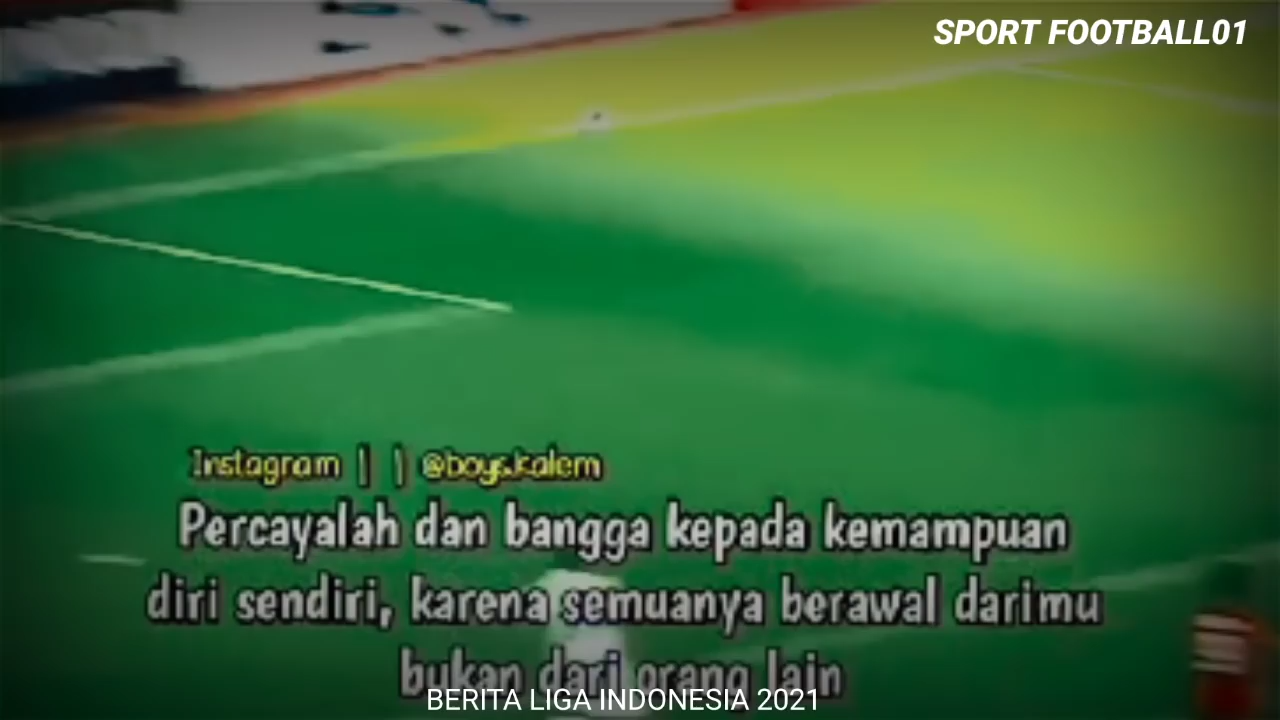 SPORT FOOTBALL01
Instagram | | @boys.kalem
Percayalah dan bangga kepada kemampuan
diri sendiri, karena semuanya berawal darimu
bukan dari orang lain
BERITA LIGA INDONESIA 2021